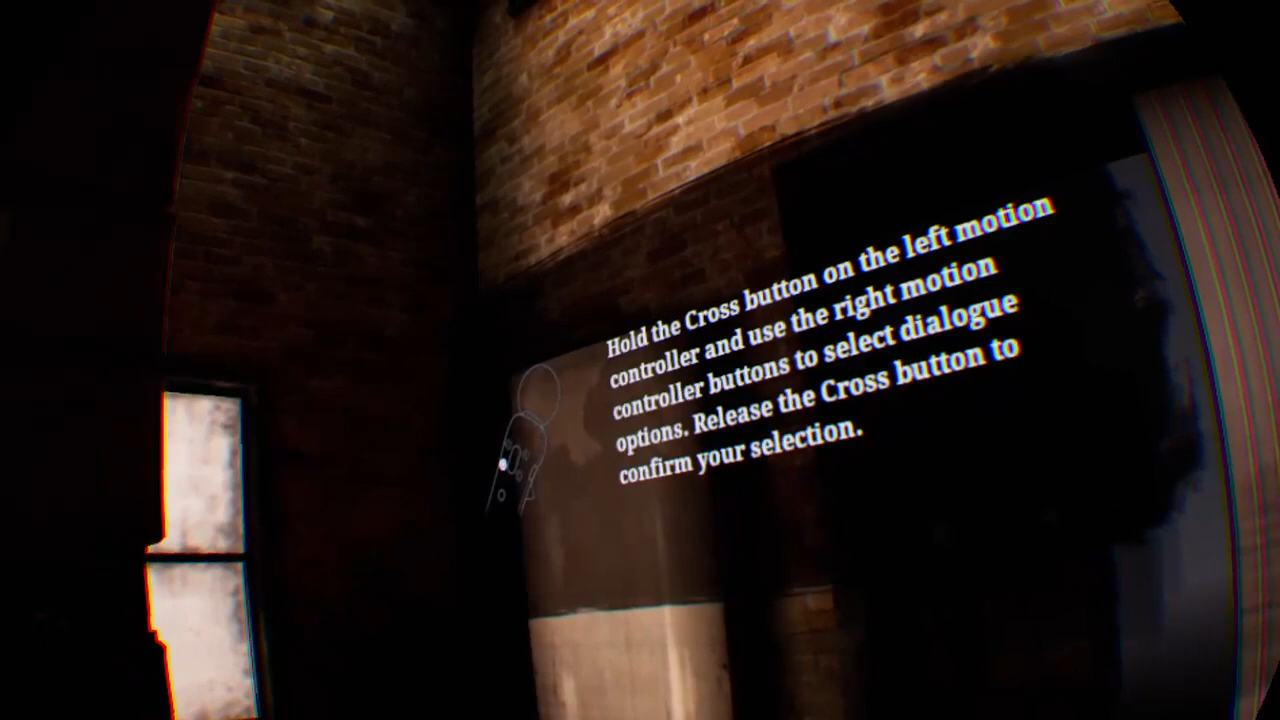 Hold the Cross button on the left motion
controller and use the right motion
controller buttons to select dialogue
options. Release the Cross button to
confirm your selection.